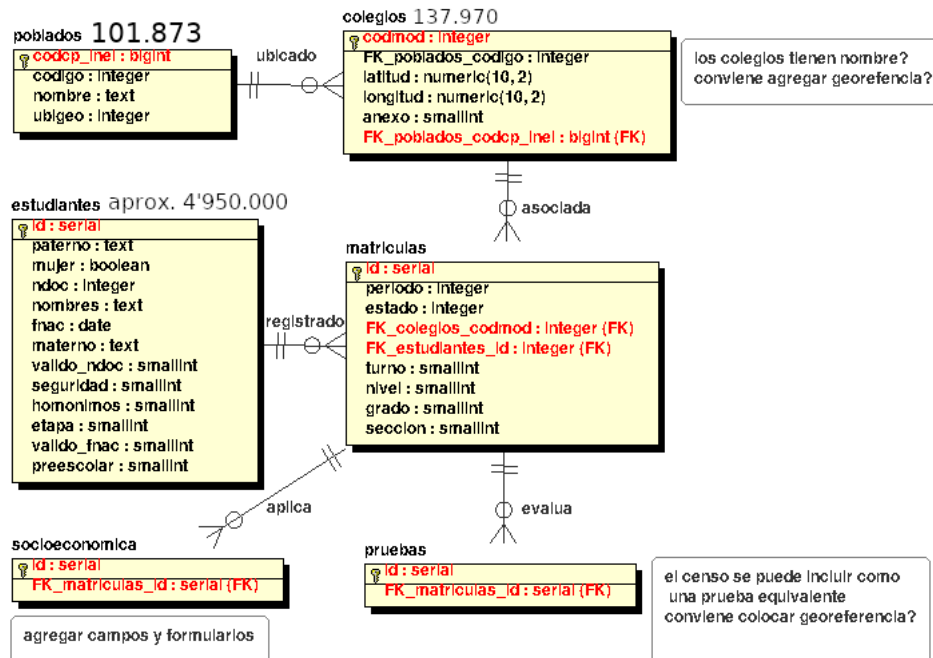 poblados 101.873
codcp_inei : bigint
codigo : integer
nombre : text
ubigeo : integer
ubicado
colegios 137.970
codmod : integer
FK_poblados_codigo : integer
latitud : numeric(10, 2)
longitud : numeric(10, 2)
anexo : smallint
FK_poblados_codcp_inei : bigint (FK)
los colegios tienen nombre?
conviene agregar georefencia?
asociada
estudiantes aprox. 4'950.000
id : serial
paterno : text
mujer : boolean
ndoc : integer
nombres : text
fnac : date
materno : text
valido_ndoc : smallint
seguridad : smallint
homonimos : smallint
etapa : smallint
valido_fnac : smallint
preescolar : smallint
registrado
matriculas
id : serial
periodo : integer
estado : integer
FK_colegios_codmod : integer (FK)
FK_estudiantes_id : integer (FK)
turno : smallint
nivel : smallint
grado : smallint
seccion : smallint
aplica
evalua
socioeconomica
id : serial
FK_matriculas_id : serial (FK)
agregar campos y formularios
pruebas
id : serial
FK_matriculas_id : serial (FK)
el censo se puede incluir como
una prueba equivalente
conviene colocar georeferencia?